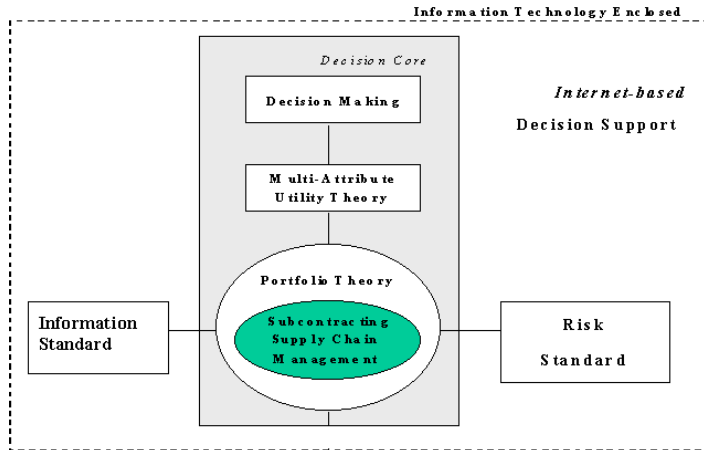 Information Technology Enclosed
Decision Core
Decision Making
Internet-based
Decision Support
Multi-Attribute
Utility Theory
Portfolio Theory
Information
Standard
Subcontracting
Supply Chain
Management
Risk
Standard